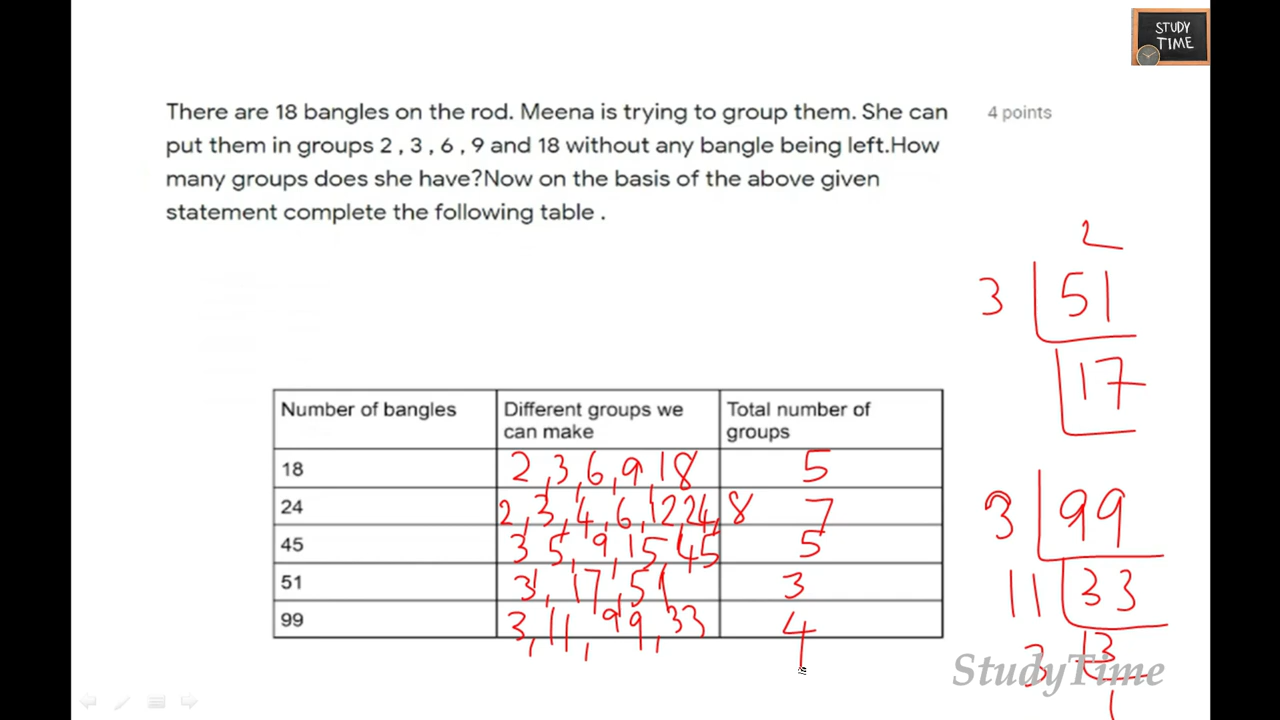 STUDY
TIME
There are 18 bangles on the rod. Meena is trying to group them. She can 4 points
put them in groups 2 , 3 , 6 , 9 and 18 without any bangle being left.How
many groups does she have?Now on the basis of the above given
statement complete the following table .
2
3 51
17
Number of bangles Different groups we can make Total number of groups
18 2,3,6,9,18 5
24 2,3,4,6,12,24,8 7
45 3 5,9,15,45 5
51 3,17,51 3
99 3,11,99,33 4
3 99
11 33
3 3
1
StudyTime